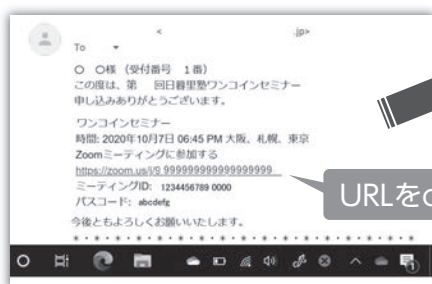 < .jp>
To
○ ○様 (受付番号 1番)
この度は、第 回日暮里塾ワンコインセミナー
申し込みありがとうございます。
ワンコインセミナー
時間: 2020年10月7日 06:45 PM 大阪、札幌、東京
Zoomミーティングに参加する
https://zoom.us/j/9 999999999999999999
ミーティングID: 1234456789 0000
パスコード: abcdefg
今後ともよろしくお願いいたします。
URLをc
1